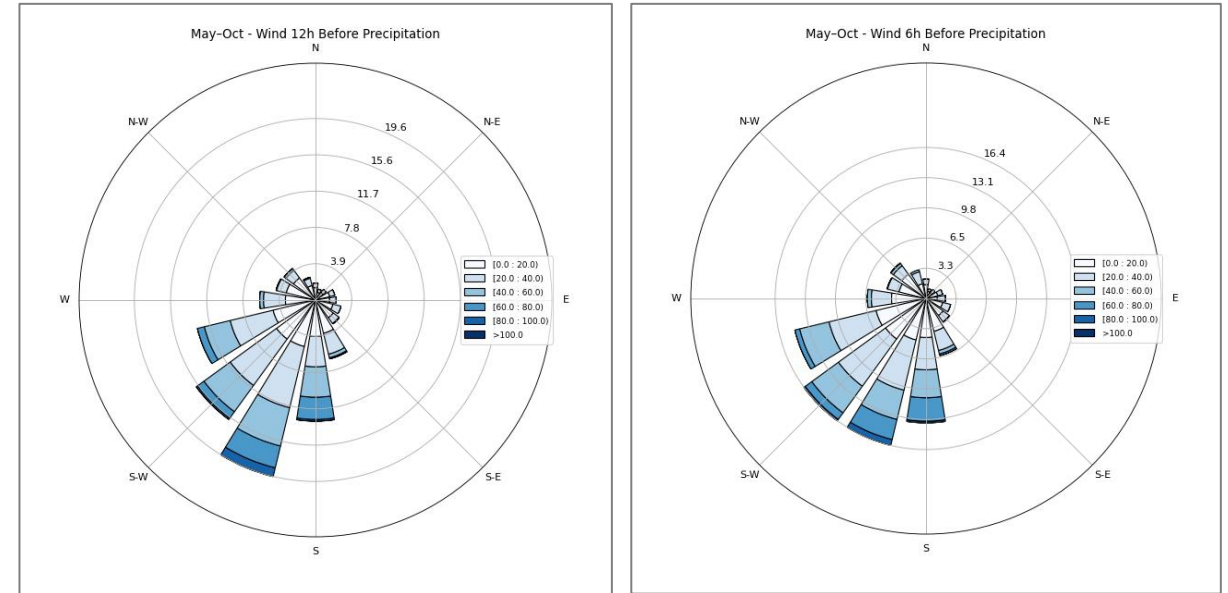 May–Oct - Wind 12h Before Precipitation
N
N-W
N-E
19.6
15.6
11.7
7.8
3.9
W
E
[0.0 : 20.0)
[20.0 : 40.0)
[40.0 : 60.0)
[60.0 : 80.0)
[80.0 : 100.0)
>100.0
S-W
S-E
S
May–Oct - Wind 6h Before Precipitation
N
N-W
N-E
16.4
13.1
9.8
6.5
3.3
W
E
[0.0 : 20.0)
[20.0 : 40.0)
[40.0 : 60.0)
[60.0 : 80.0)
[80.0 : 100.0)
>100.0
S-W
S-E
S